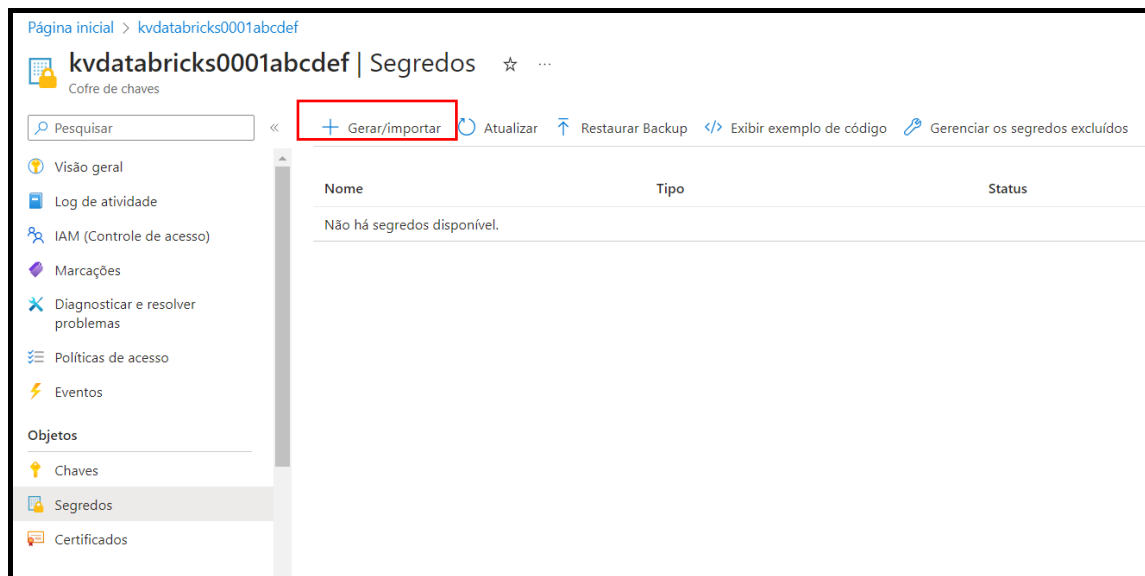 Página inicial > kvdatabricks0001abcdef
kvdatabricks0001abcdef | Segredos
Cofre de chaves
Pesquisar
Gerar/importar Atualizar Restaurar Backup Exibir exemplo de código Gerenciar os segredos excluídos
Visão geral
Log de atividade
IAM (Controle de acesso)
Marcações
Diagnosticar e resolver
problemas
Políticas de acesso
Eventos
Objetos
Chaves
Segredos
Certificados
Nome Tipo Status
Não há segredos disponível.